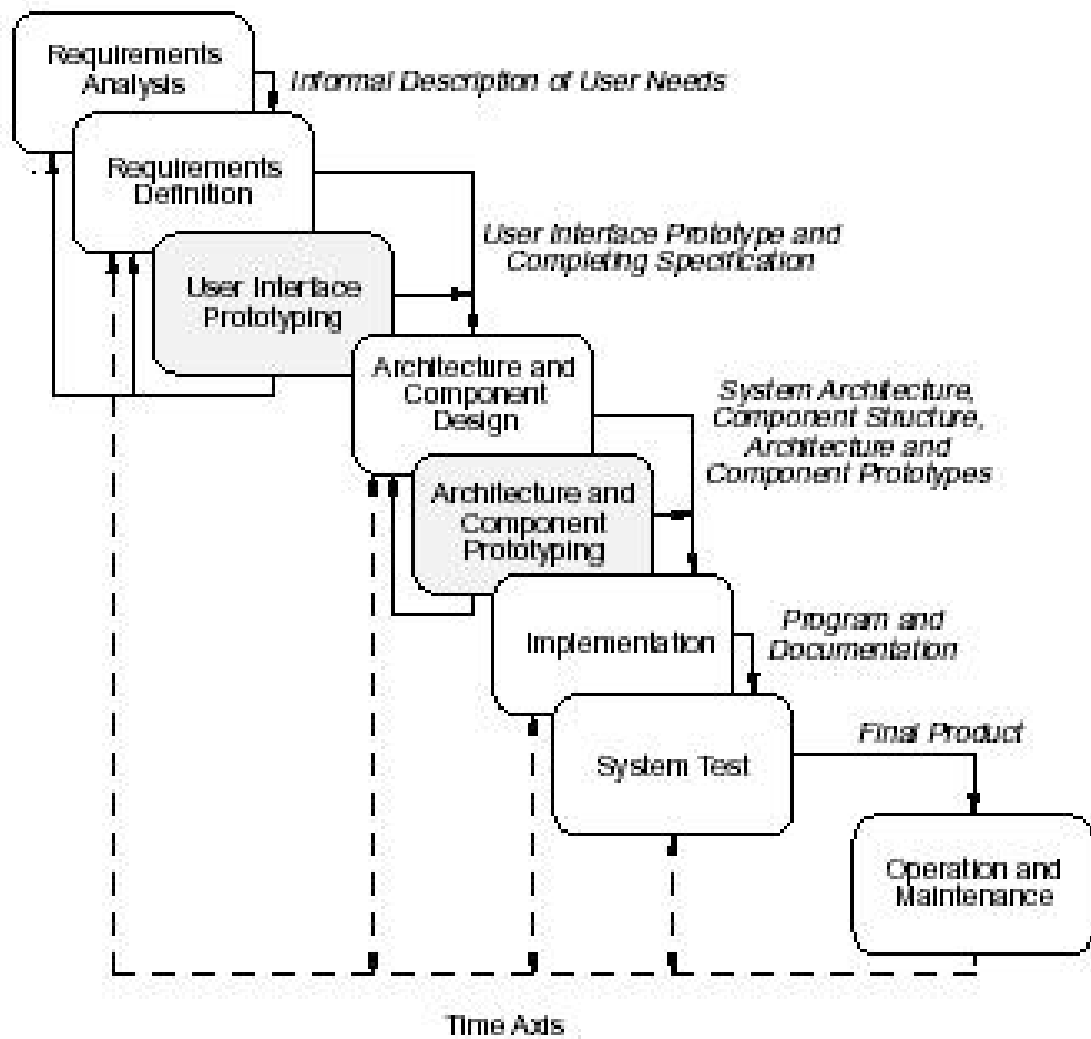 Requirements
Analysis
Informal Description of User Needs
Requirements
Definition
User Interface Prototype and
Completing Specification
User Interface
Prototyping
Architecture and
Component
Design
System Architecture,
Component Structure,
Architecture and
Component Prototypes
Architecture and
Component
Prototyping
Implementation
Program and
Documentation
System Test
Final Product
Operation and
Maintenance
Time Axis